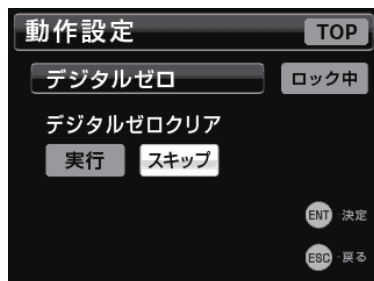 動作設定 TOP
デジタルゼロ ロック中
デジタルゼロクリア
実行 スキップ
ENT 決定
ESC 戻る